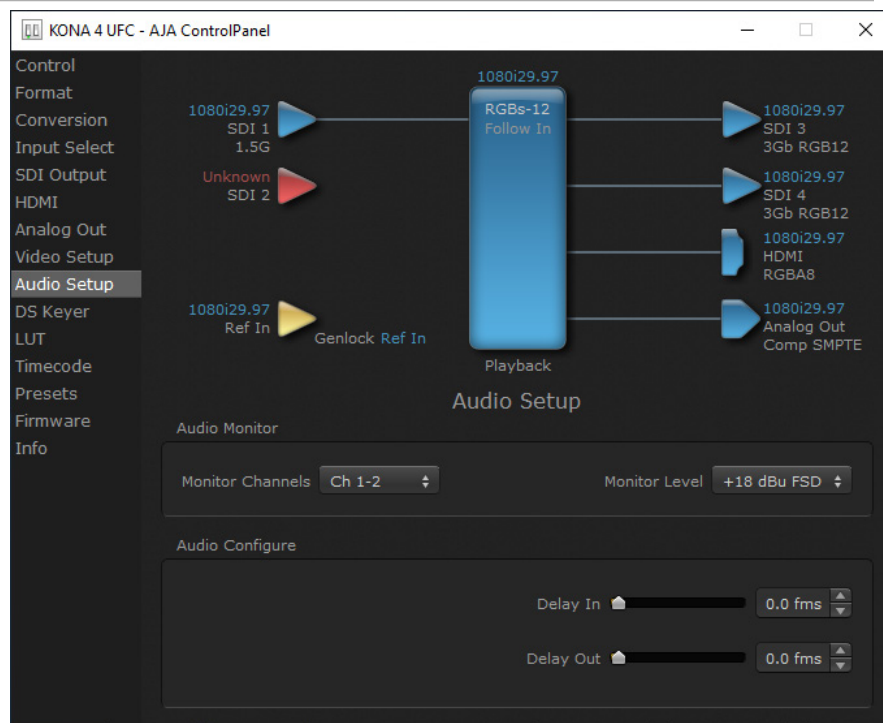 KONA 4 UFC - AJA ControlPanel
Control
Format
Conversion
Input Select
SDI Output
HDMI
Analog Out
Video Setup
Audio Setup
DS Keyer
LUT
Timecode
Presets
Firmware
Info
1080i29.97
SDI 1
1.5G
Unknown
SDI 2
1080i29.97
Ref In
Genlock Ref In
1080i29.97
RGBs-12
Follow In
Playback
1080i29.97
SDI 3
3Gb RGB12
1080i29.97
SDI 4
3Gb RGB12
1080i29.97
HDMI
RGBA8
1080i29.97
Analog Out
Comp SMPTE
Audio Setup
Audio Monitor
Monitor Channels Ch 1-2
Monitor Level +18 dBu FSD
Audio Configure
Delay In 0.0 fms
Delay Out 0.0 fms